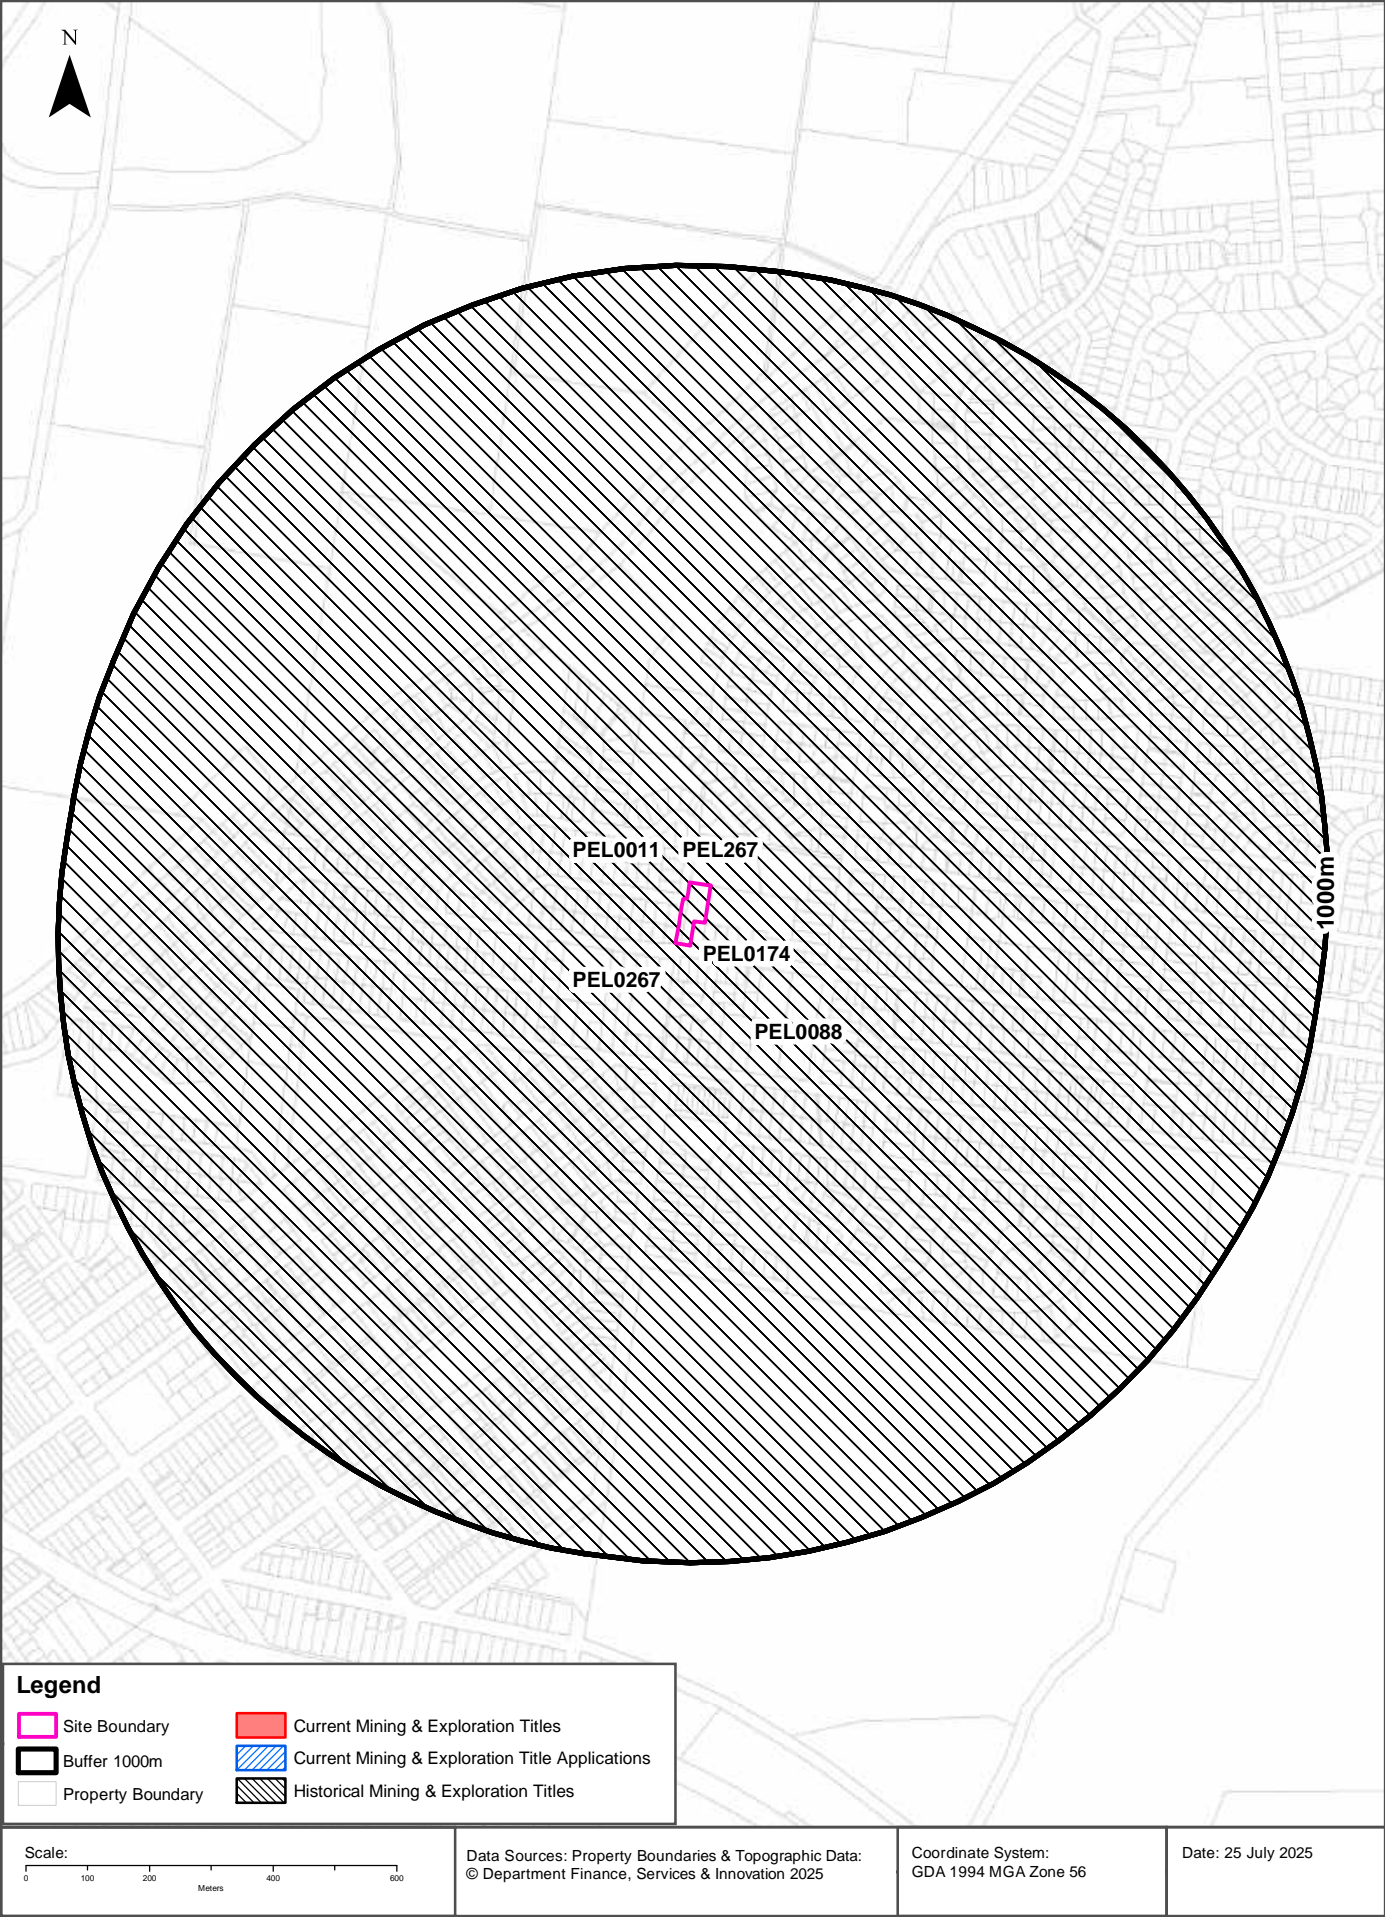 N
PEL0011 PEL267
PEL0174
PEL0267
PEL0088
1000m
Legend
Site Boundary
Buffer 1000m
Property Boundary
Current Mining & Exploration Titles
Current Mining & Exploration Title Applications
Historical Mining & Exploration Titles
Scale:
0 100 200 400 600
Meters
Data Sources: Property Boundaries & Topographic Data:
© Department Finance, Services & Innovation 2025
Coordinate System:
GDA 1994 MGA Zone 56
Date: 25 July 2025